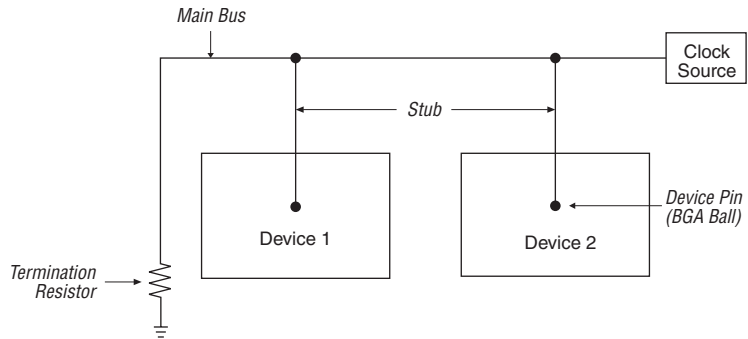 Main Bus
Clock
Source
Stub
Device 1
Device 2
Device Pin
(BGA Ball)
Termination
Resistor